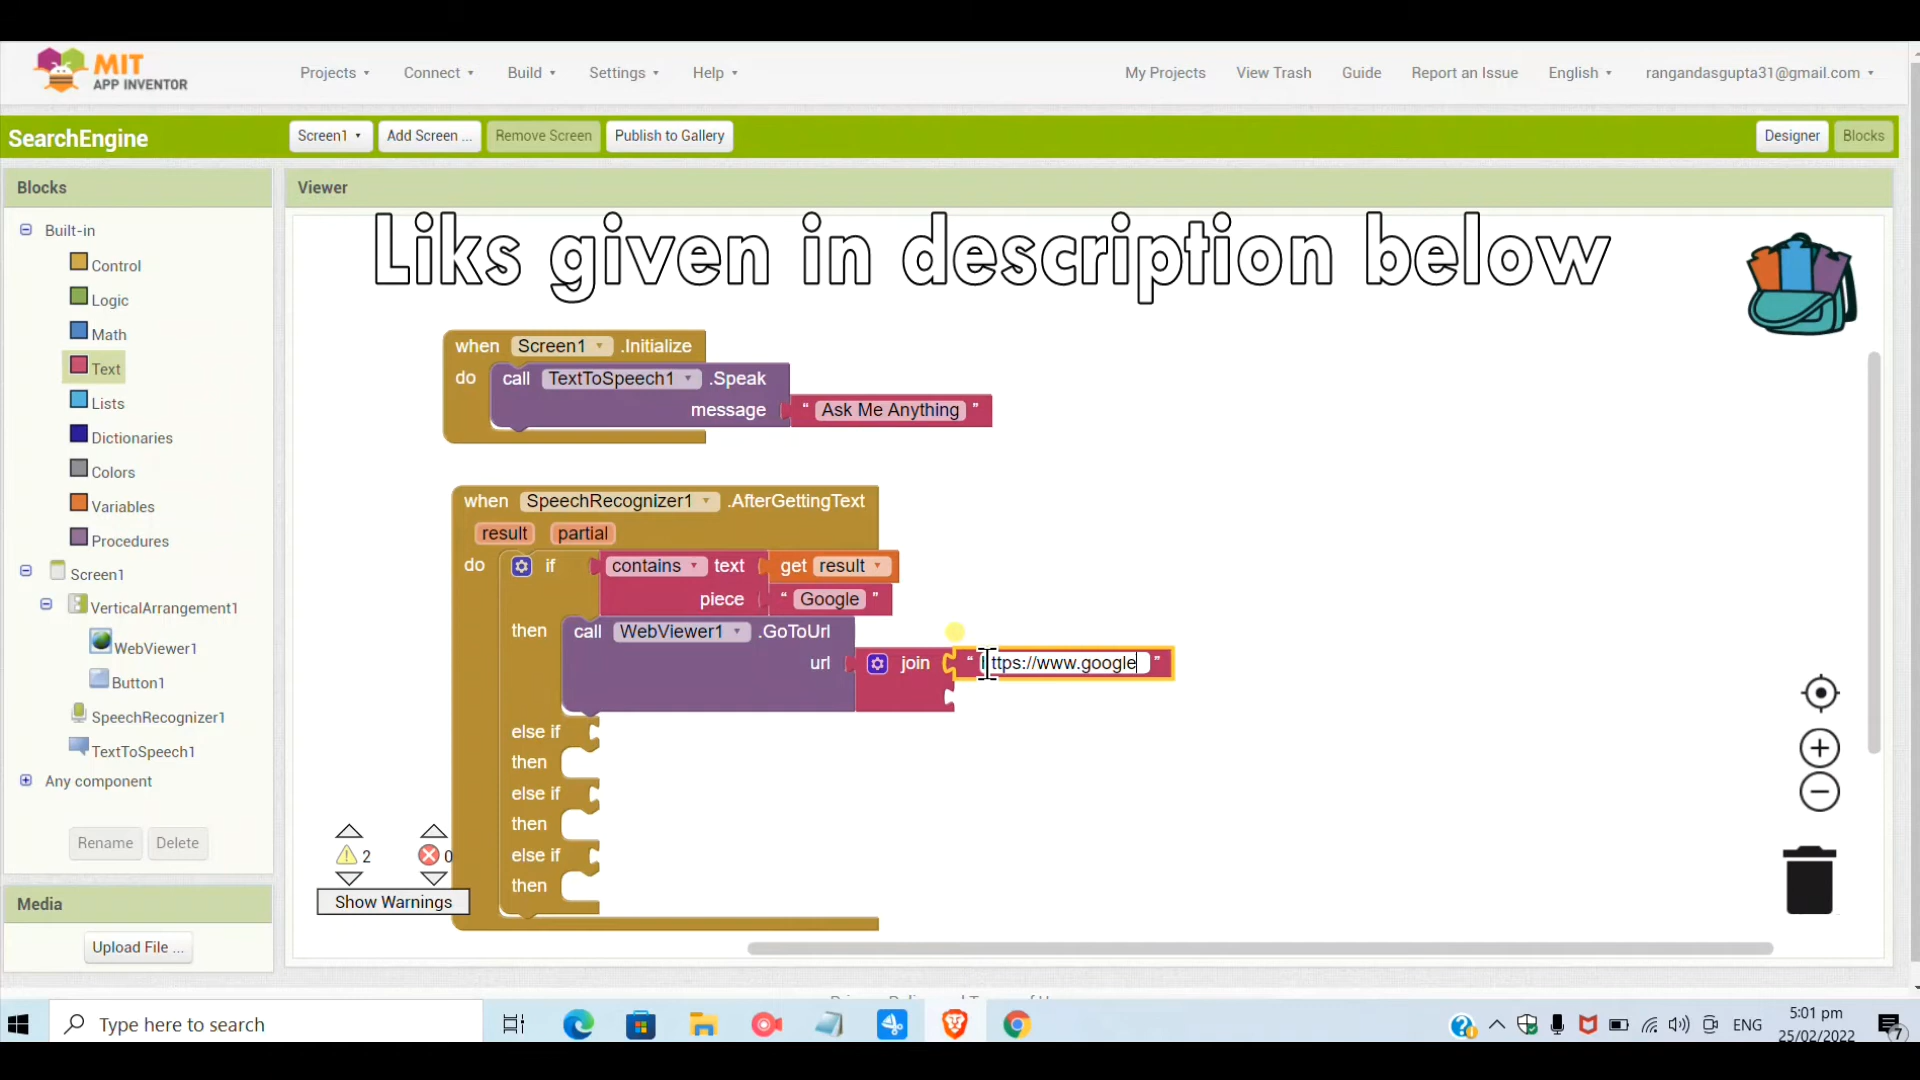 MIT
APP INVENTOR
Projects
Connect
Build
Settings
Help
My Projects
View Trash
Guide
Report an Issue
English
rangandasgupta31@gmail.com
SearchEngine
Screen1
Add Screen ...
Remove Screen
Publish to Gallery
Designer
Blocks
Blocks
Viewer
Liks given in description below
Built-in
Control
Logic
Math
Text
Lists
Dictionaries
Colors
Variables
Procedures
Screen1
VerticalArrangement1
WebViewer1
Button1
SpeechRecognizer1
TextToSpeech1
Any component
Rename
Delete
Media
Upload File ...
when Screen1 .Initialize
do call TextToSpeech1 .Speak
message “ Ask Me Anything ”
when SpeechRecognizer1 .AfterGettingText
result partial
do if contains text get result
piece “ Google ”
then call WebViewer1 .GoToUrl
url join “ https://www.google ”
else if
then
else if
then
else if
then
2
0
Show Warnings
Type here to search
ENG
5:01 pm
25/02/2022
7